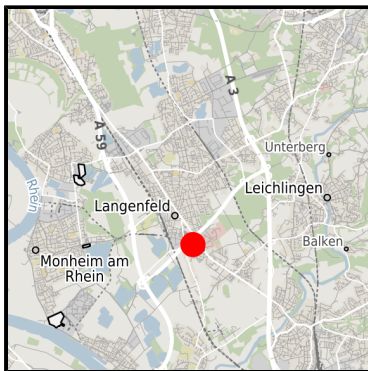 A 3
A 59
Unterberg
Rhein
Leichlingen
Langenfeld
Balken
Monheim am
Rhein